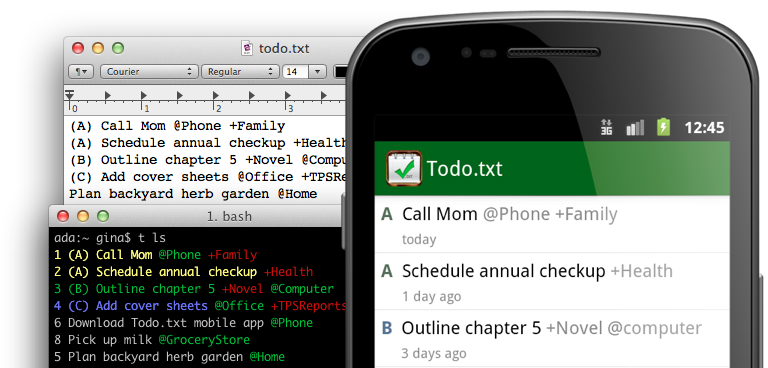 todo.txt
Courier
Regular
14
0 1 2 3
(A) Call Mom @Phone +Family
(A) Schedule annual checkup +Health
(B) Outline chapter 5 +Novel @Compu
(C) Add cover sheets @Office +TPSR
Plan backyard herb garden @Home
1. bash
ada:~ gina$ t ls
1 (A) Call Mom @Phone +Family
2 (A) Schedule annual checkup +Health
3 (B) Outline chapter 5 +Novel @Computer
4 (C) Add cover sheets @Office +TPSReports
6 Download Todo.txt mobile app @Phone
8 Pick up milk @GroceryStore
5 Plan backyard herb garden @Home
3G 12:45
Todo.txt
A Call Mom @Phone +Family
today
A Schedule annual checkup +Health
1 day ago
B Outline chapter 5 +Novel @computer
3 days ago